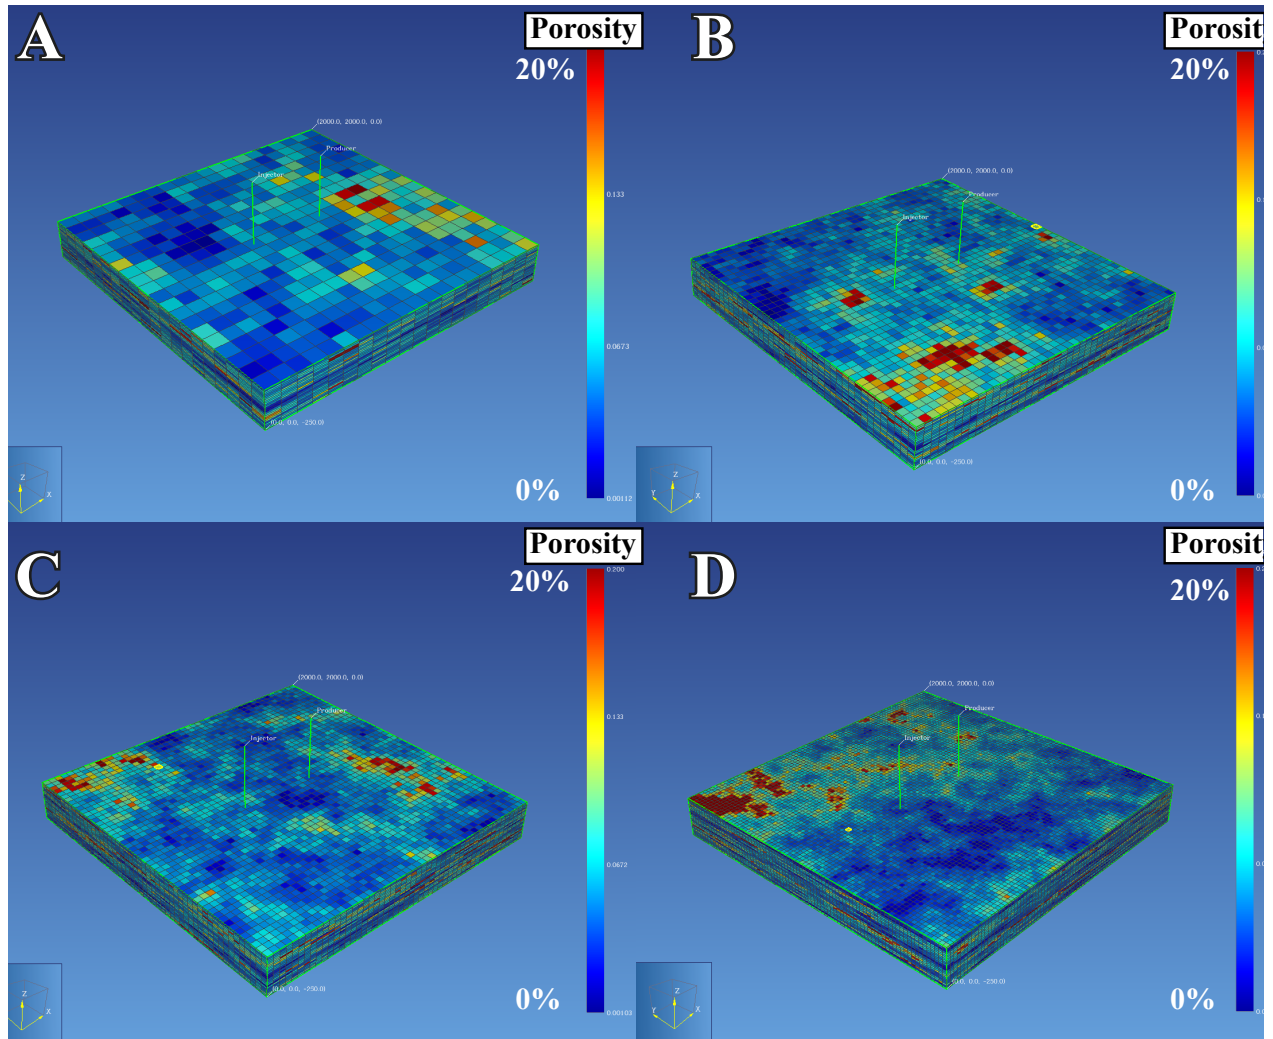 A
Porosity
20%
(2000.0, 2000.0, 0.0)
Producer
Injector
0.133
0.0673
(0.0, 0.0, -250.0)
0%
0.00112
Z
X
B
Porosit
20%
(2000.0, 2000.0, 0.0)
Producer
Injector
(0.0, 0.0, -250.0)
0%
Z
Y
X
C
Porosity
20%
0.200
(2000.0, 2000.0, 0.0)
Producer
Injector
0.133
0.0672
(0.0, 0.0, -250.0)
0%
0.00103
Z
X
D
Porosit
20%
(2000.0, 2000.0, 0.0)
Producer
Injector
(0.0, 0.0, -250.0)
0%
Z
Y
X